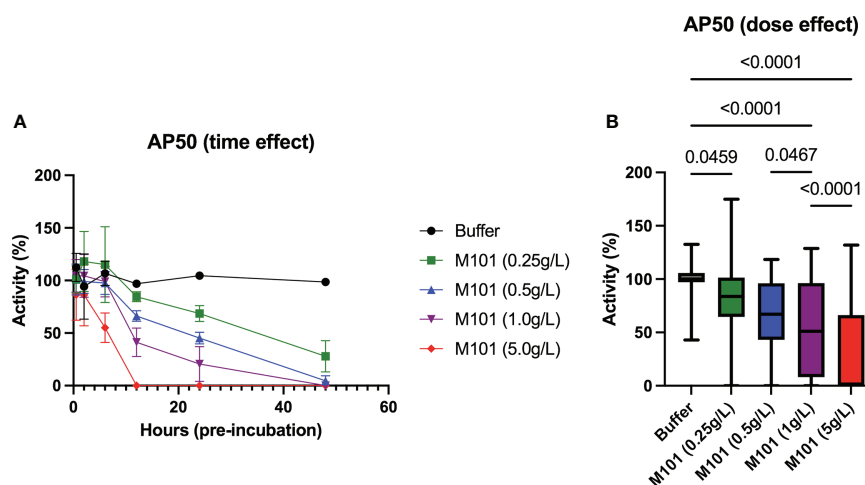 AP50 (dose effect)
<0.0001
<0.0001
A
B
AP50 (time effect)
0.0459
0.0467
<0.0001
200
150
100
50
0
Activity (%)
0
20
40
60
Hours (pre-incubation)
Buffer
M101 (0.25g/L)
M101 (0.5g/L)
M101 (1.0g/L)
M101 (5.0g/L)
200
150
100
50
0
Activity (%)
Buffer
M101 (0.25g/L)
M101 (0.5g/L)
M101 (1g/L)
M101 (5g/L)